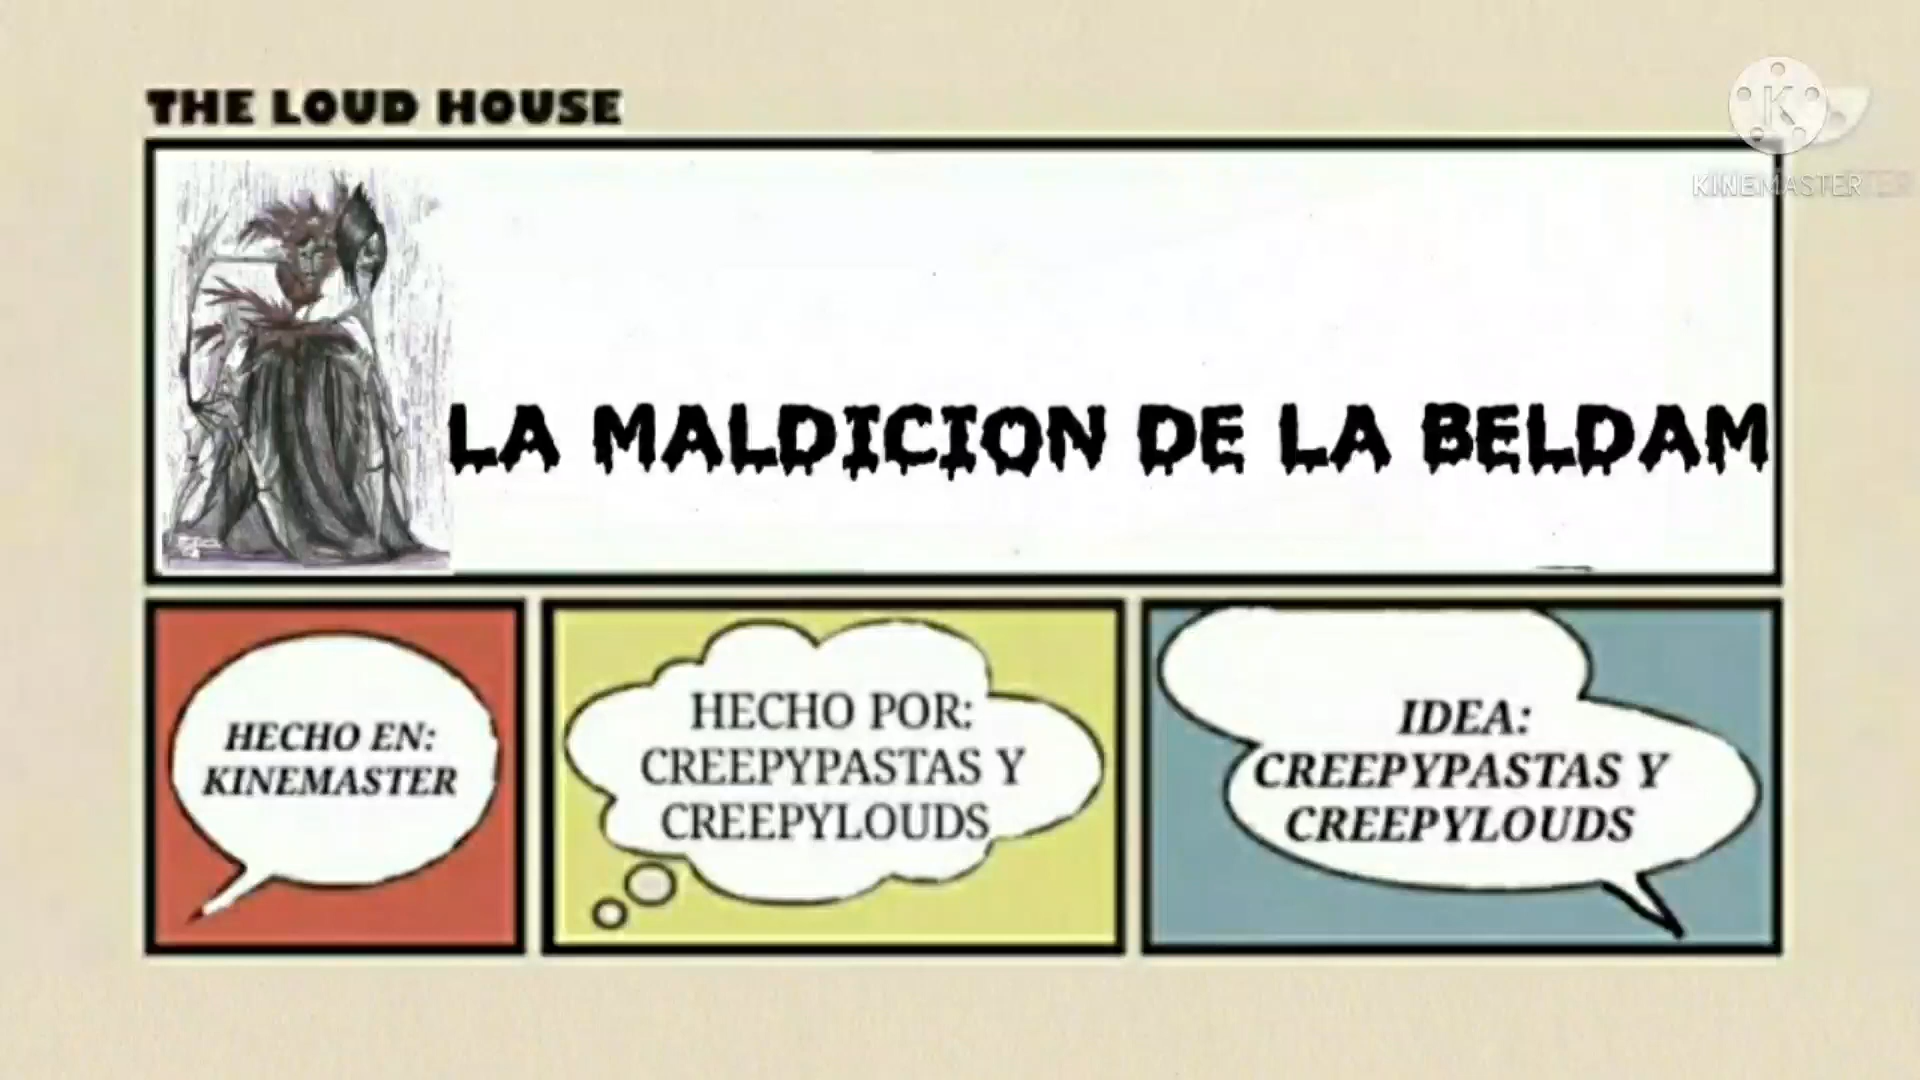 THE LOUD HOUSE
K
KINEMASTER
LA MALDICION DE LA BELDAM
HECHO EN:
KINEMASTER
HECHO POR:
CREEPYPASTAS Y
CREEPYLOUDS
IDEA:
CREEPYPASTAS Y
CREEPYLOUDS